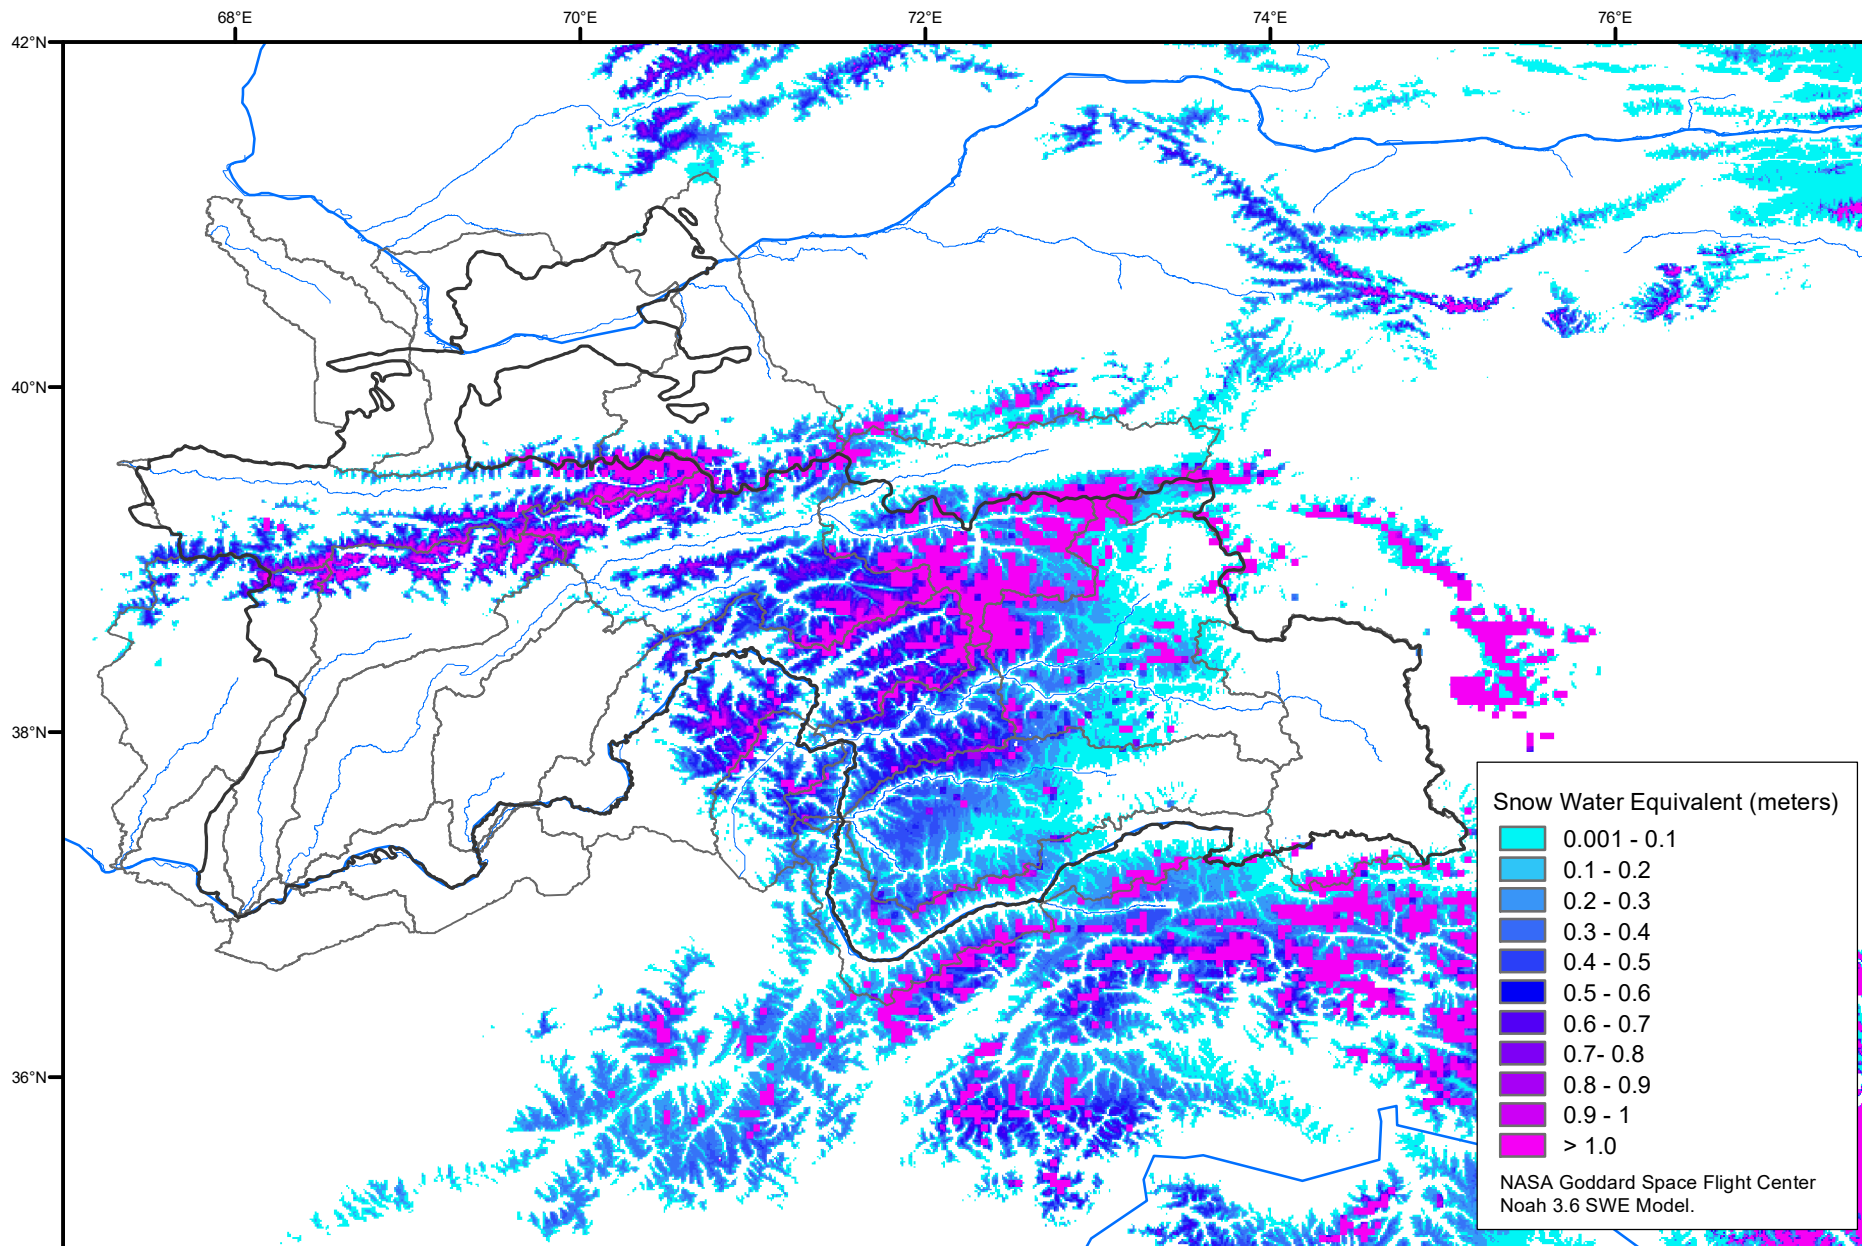 68°E 70°E 72°E 74°E 76°E
42°N
40°N
38°N
36°N
Snow Water Equivalent (meters)
0.001 - 0.1
0.1 - 0.2
0.2 - 0.3
0.3 - 0.4
0.4 - 0.5
0.5 - 0.6
0.6 - 0.7
0.7- 0.8
0.8 - 0.9
0.9 - 1
> 1.0
NASA Goddard Space Flight Center
Noah 3.6 SWE Model.